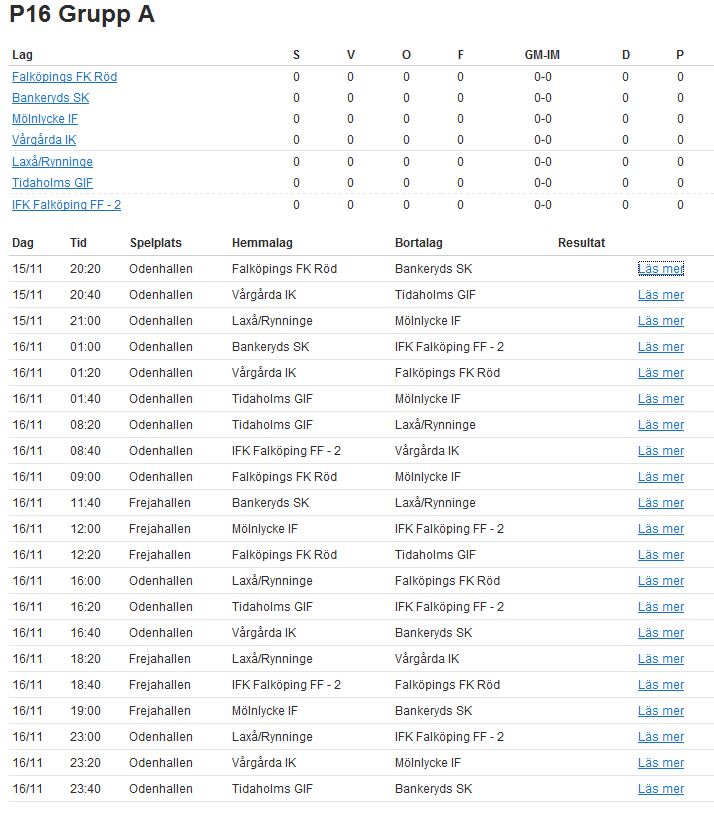 P16 Grupp A
Lag S V O F GM-IM D P
Falköpings FK Röd 0 0 0 0 0-0 0 0
Bankeryds SK 0 0 0 0 0-0 0 0
Mölnlycke IF 0 0 0 0 0-0 0 0
Vårgårda IK 0 0 0 0 0-0 0 0
Laxå/Rynninge 0 0 0 0 0-0 0 0
Tidaholms GIF 0 0 0 0 0-0 0 0
IFK Falköping FF - 2 0 0 0 0 0-0 0 0
Dag Tid Spelplats Hemmalag Bortalag Resultat
15/11 20:20 Odenhallen Falköpings FK Röd Bankeryds SK Läs mer
15/11 20:40 Odenhallen Vårgårda IK Tidaholms GIF Läs mer
15/11 21:00 Odenhallen Laxå/Rynninge Mölnlycke IF Läs mer
16/11 01:00 Odenhallen Bankeryds SK IFK Falköping FF - 2 Läs mer
16/11 01:20 Odenhallen Vårgårda IK Falköpings FK Röd Läs mer
16/11 01:40 Odenhallen Tidaholms GIF Mölnlycke IF Läs mer
16/11 08:20 Odenhallen Tidaholms GIF Laxå/Rynninge Läs mer
16/11 08:40 Odenhallen IFK Falköping FF - 2 Vårgårda IK Läs mer
16/11 09:00 Odenhallen Falköpings FK Röd Mölnlycke IF Läs mer
16/11 11:40 Frejahallen Bankeryds SK Laxå/Rynninge Läs mer
16/11 12:00 Frejahallen Mölnlycke IF IFK Falköping FF - 2 Läs mer
16/11 12:20 Frejahallen Falköpings FK Röd Tidaholms GIF Läs mer
16/11 16:00 Odenhallen Laxå/Rynninge Falköpings FK Röd Läs mer
16/11 16:20 Odenhallen Tidaholms GIF IFK Falköping FF - 2 Läs mer
16/11 16:40 Odenhallen Vårgårda IK Bankeryds SK Läs mer
16/11 18:20 Frejahallen Laxå/Rynninge Vårgårda IK Läs mer
16/11 18:40 Frejahallen IFK Falköping FF - 2 Falköpings FK Röd Läs mer
16/11 19:00 Frejahallen Mölnlycke IF Bankeryds SK Läs mer
16/11 23:00 Odenhallen Laxå/Rynninge IFK Falköping FF - 2 Läs mer
16/11 23:20 Odenhallen Vårgårda IK Mölnlycke IF Läs mer
16/11 23:40 Odenhallen Tidaholms GIF Bankeryds SK Läs mer